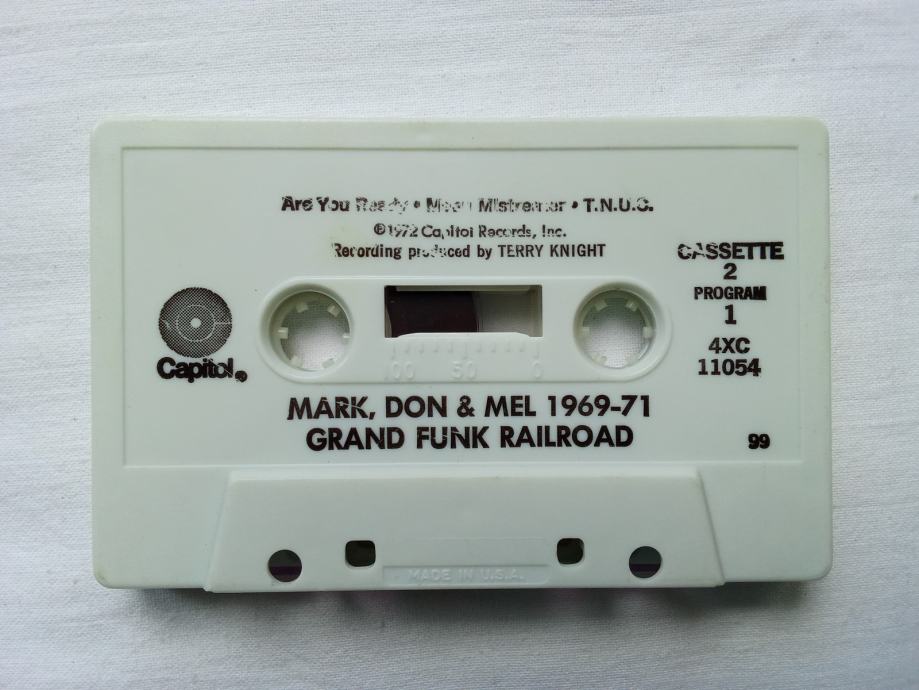 Are You Ready • Mean Mistreater • T.N.U.C.
℗1972 Capitol Records, Inc.
Recording produced by TERRY KNIGHT
CASSETTE
2
PROGRAM
1
4XC
11054
Capitol®
100 50 0
MARK, DON & MEL 1969-71
GRAND FUNK RAILROAD
99
MADE IN U.S.A.